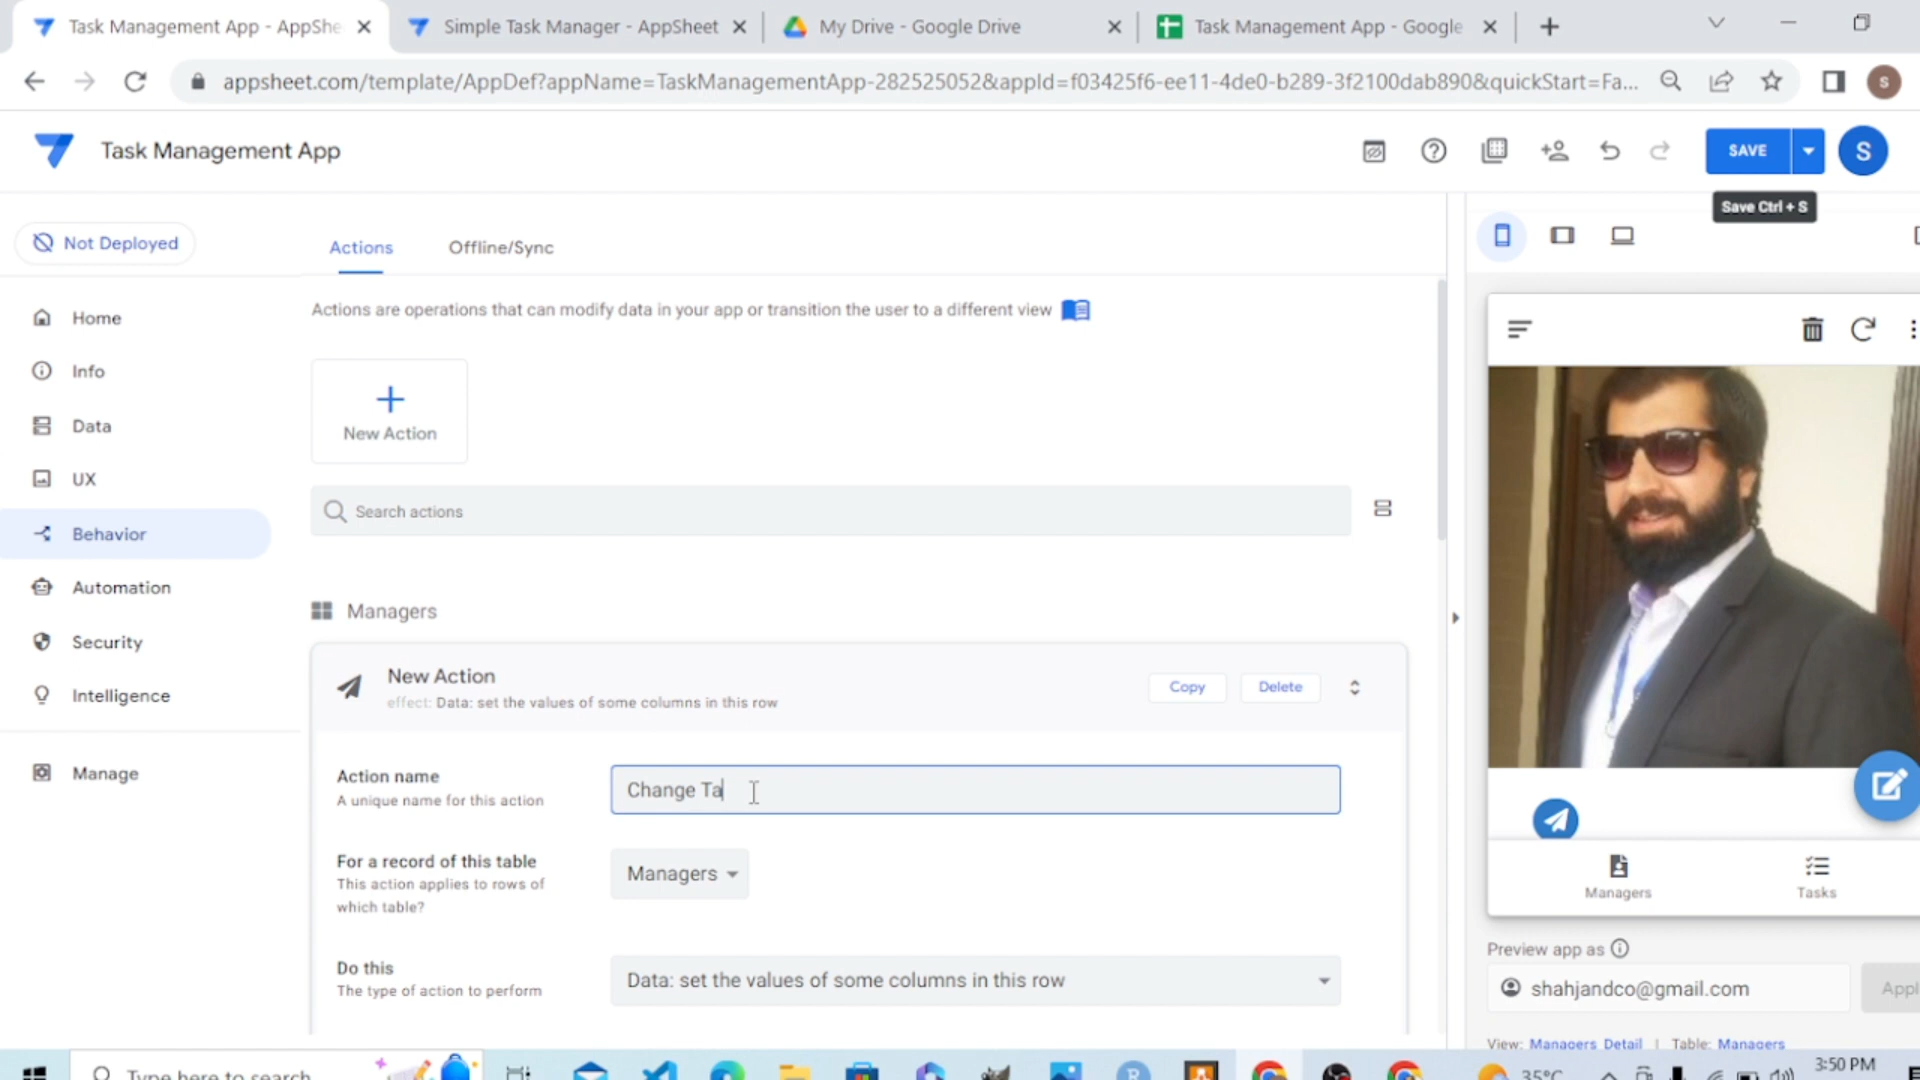 Task Management App - AppShe
Simple Task Manager - AppSheet
My Drive - Google Drive
Task Management App - Google
appsheet.com/template/AppDef?appName=TaskManagementApp-282525052&appId=f03425f6-ee11-4de0-b289-3f2100dab890&quickStart=Fa...
S
Task Management App
SAVE
S
Save Ctrl + S
Not Deployed
Actions
Offline/Sync
Actions are operations that can modify data in your app or transition the user to a different view
Home
Info
Data
UX
Behavior
Automation
Security
Intelligence
Manage
New Action
Search actions
Managers
New Action
effect: Data: set the values of some columns in this row
Copy
Delete
Action name
A unique name for this action
Change Ta
For a record of this table
This action applies to rows of
which table?
Managers
Do this
The type of action to perform
Data: set the values of some columns in this row
Managers
Tasks
Preview app as
shahjandco@gmail.com
Appl
View: Managers Detail | Table: Managers
Type here to search
35°C
3:50 PM